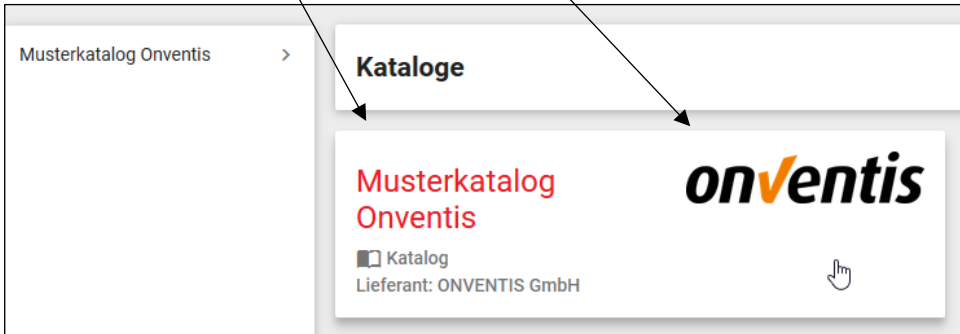 Musterkatalog Onventis
Kataloge
Musterkatalog
Onventis
onventis
Katalog
Lieferant: ONVENTIS GmbH